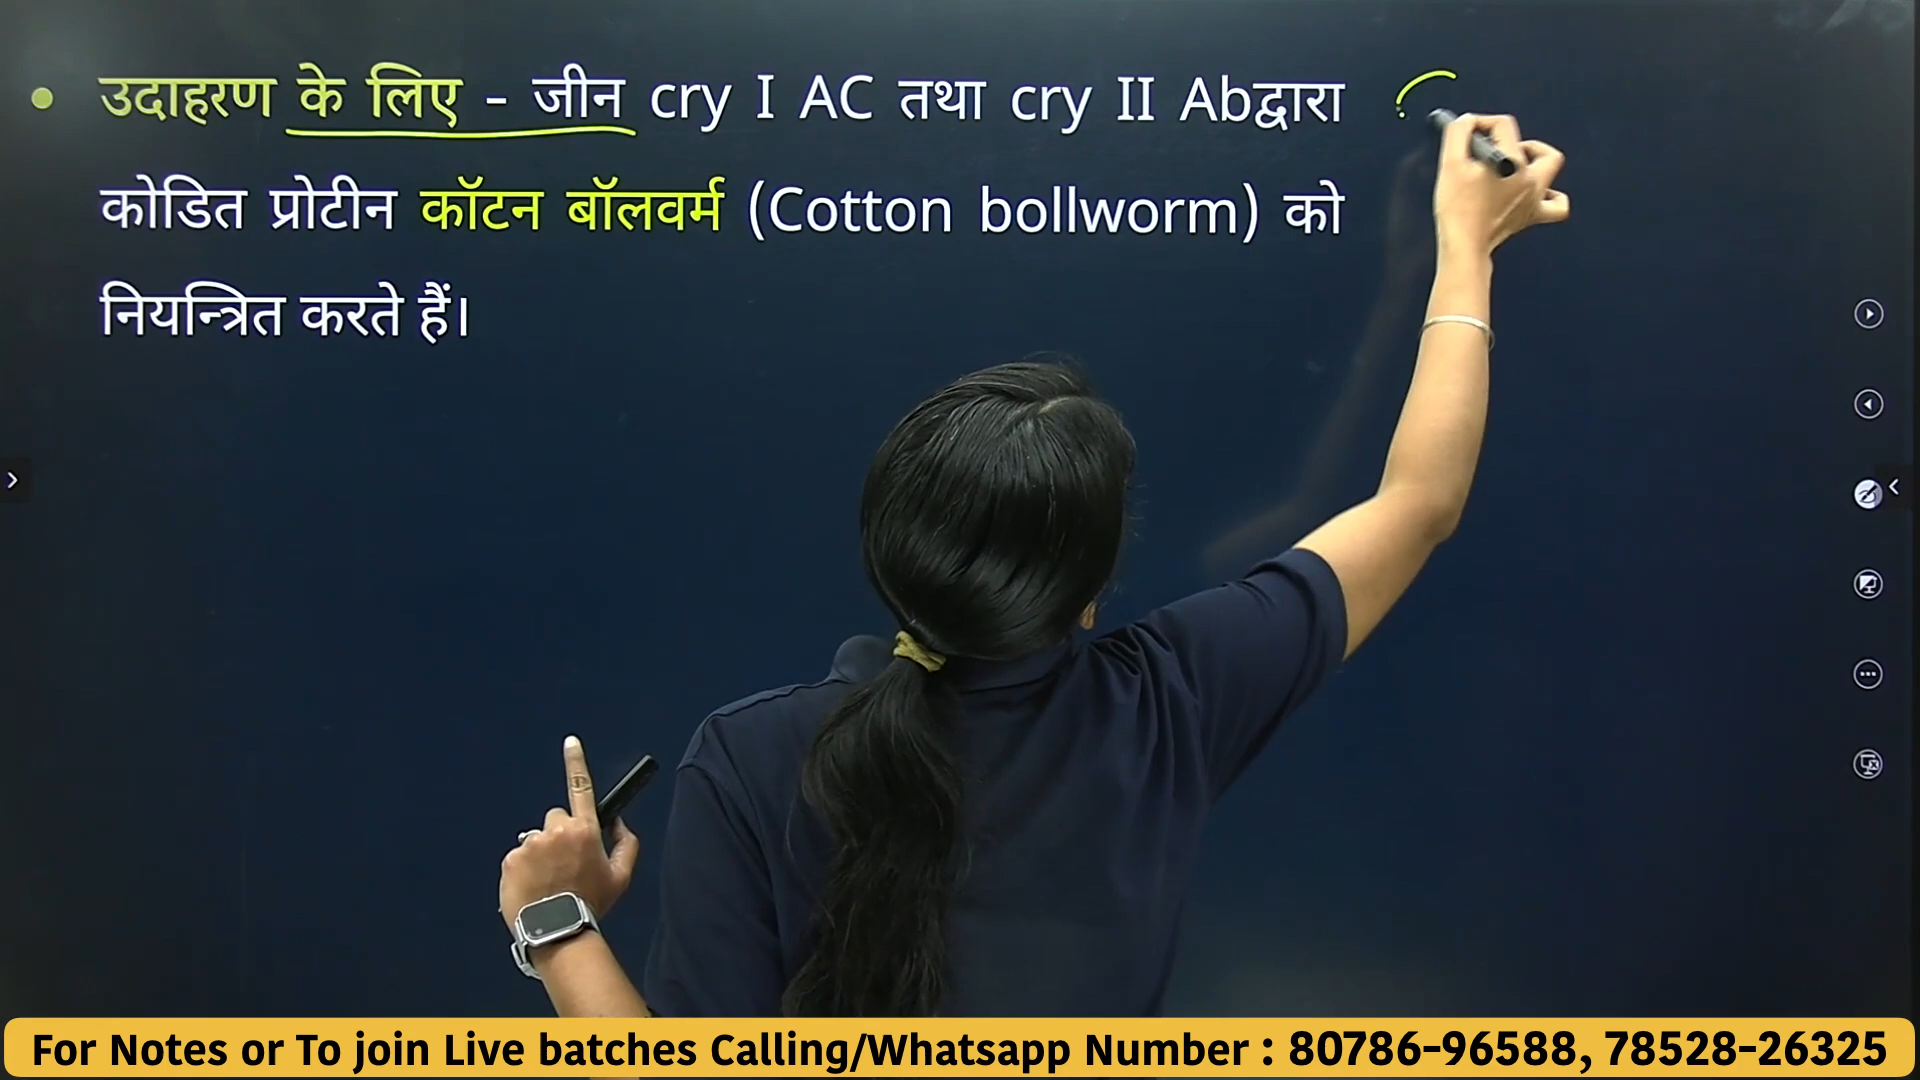 उदाहरण के लिए - जीन cry I AC तथा cry II Abद्वारा
कोडित प्रोटीन कॉटन बॉलवर्म (Cotton bollworm) को
नियन्त्रित करते हैं।
For Notes or To join Live batches Calling/Whatsapp Number : 80786-96588, 78528-26325